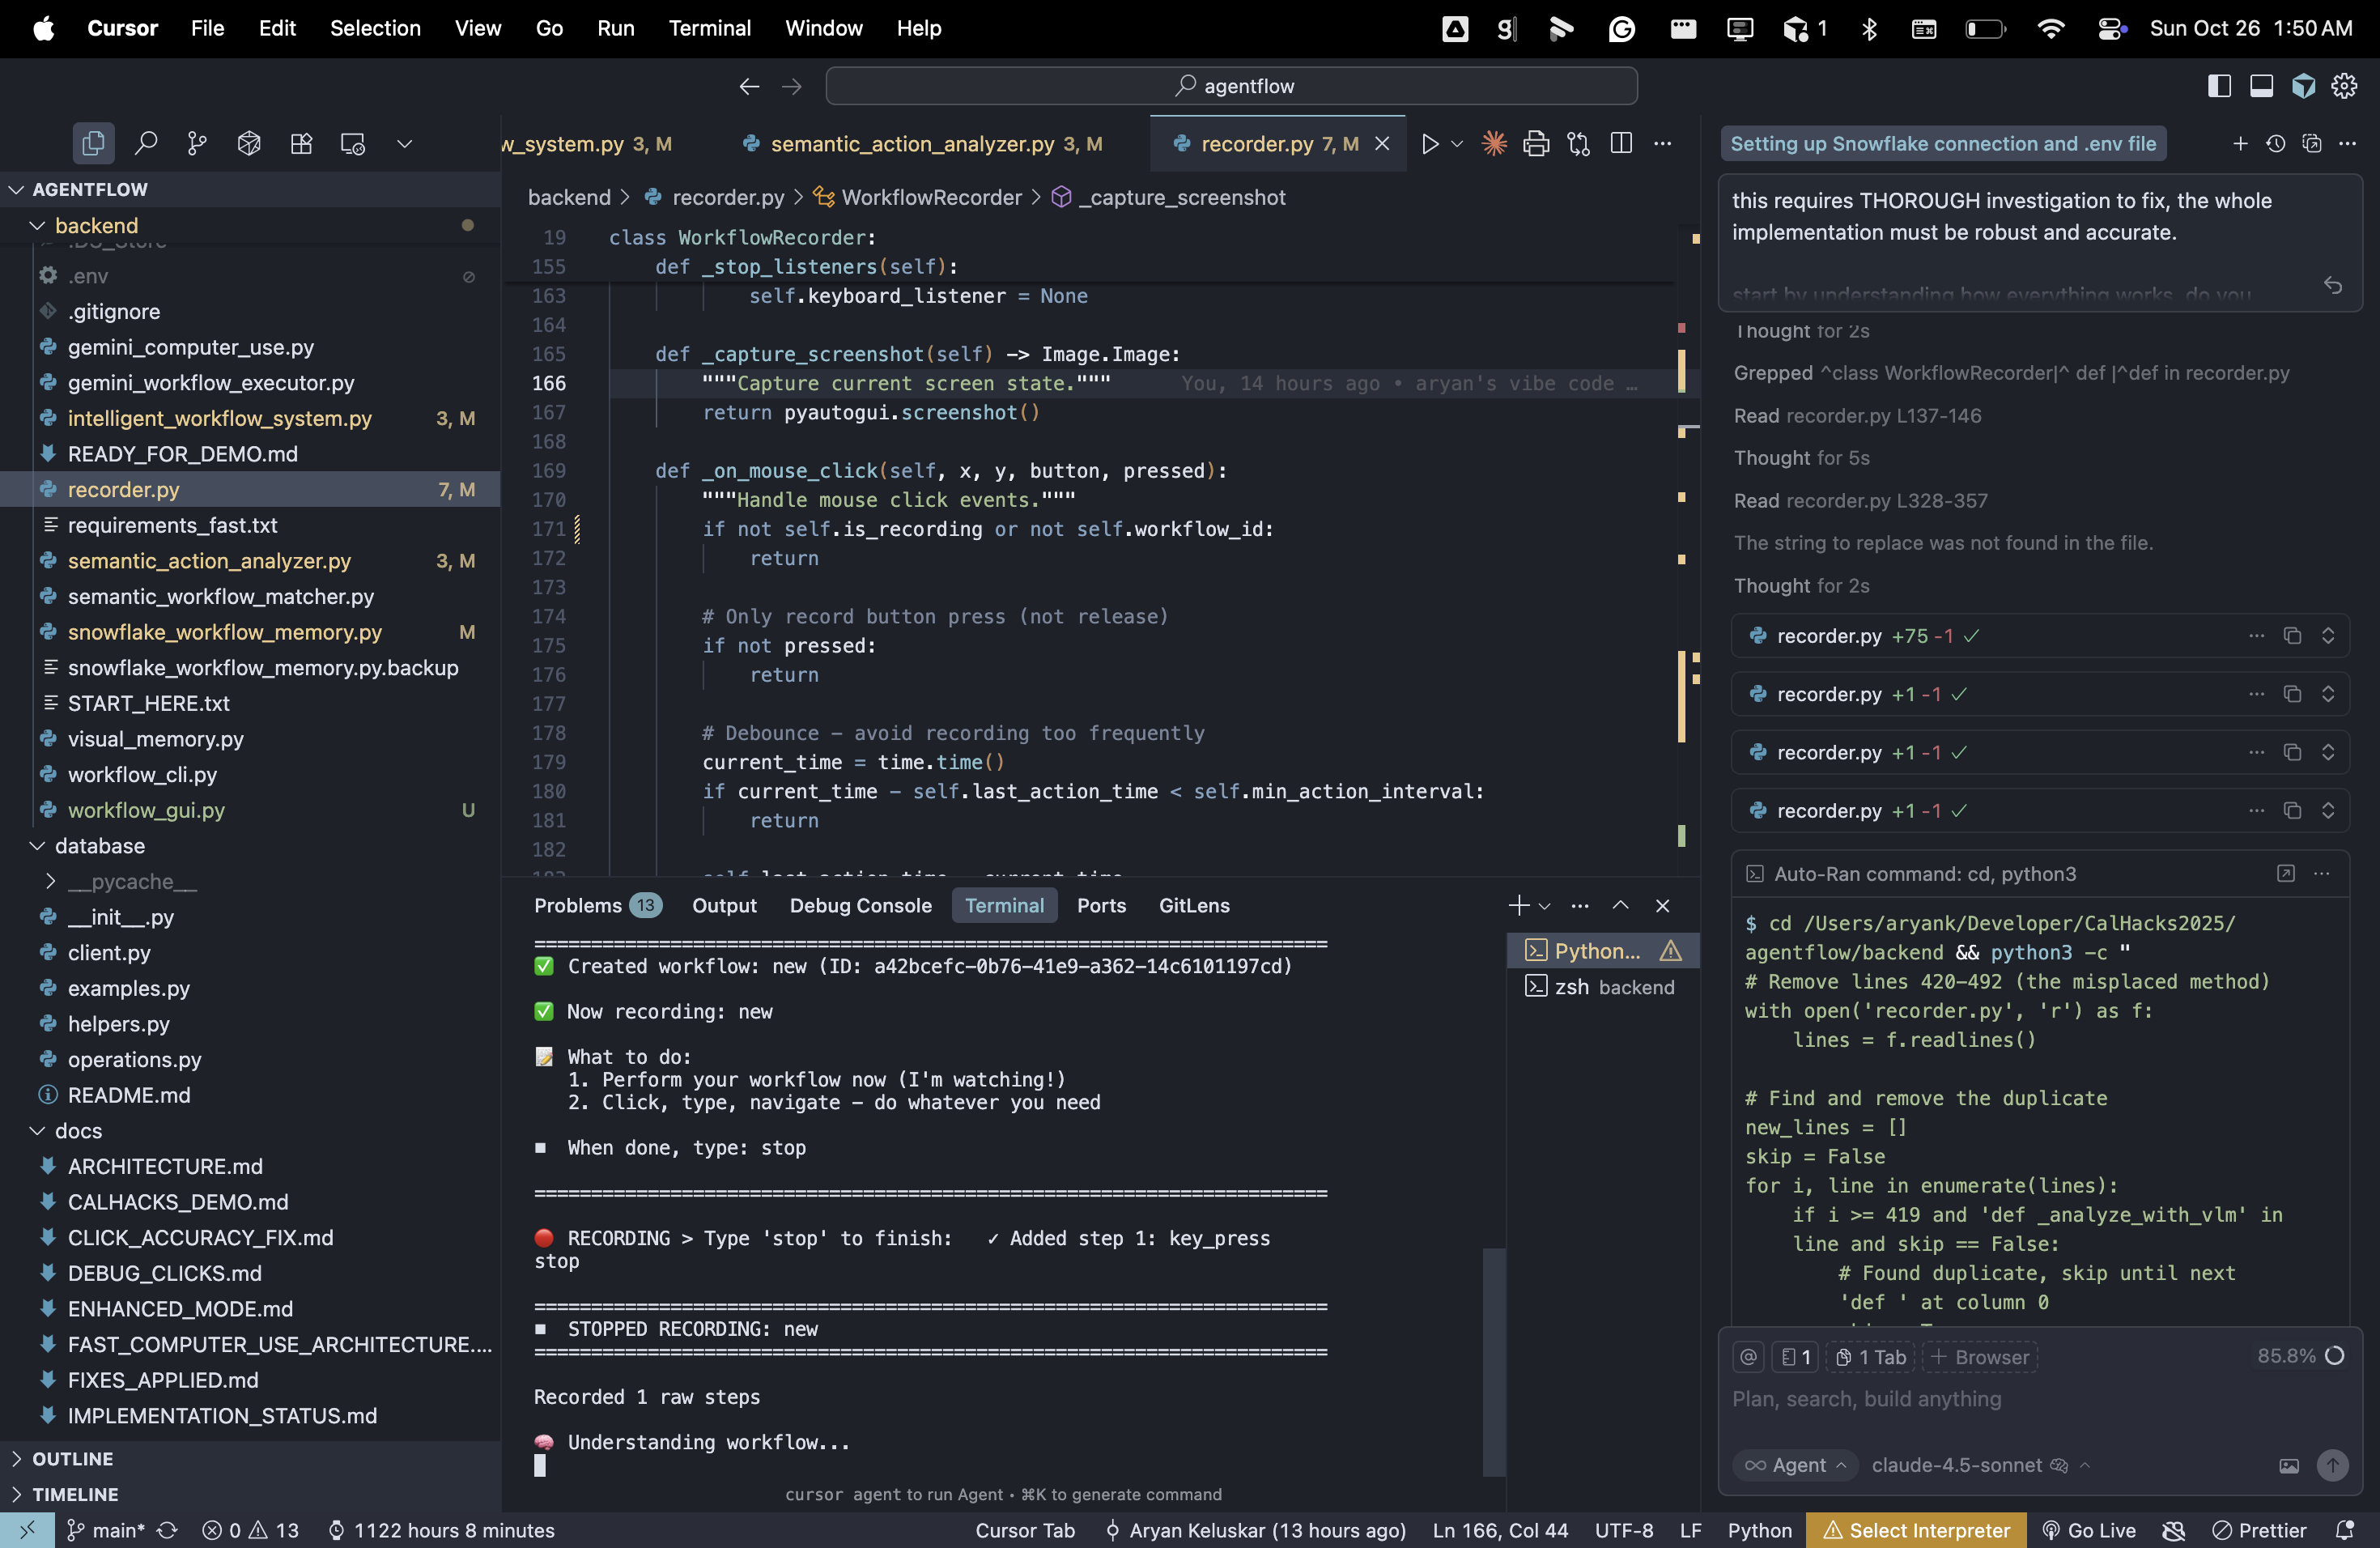 Cursor File Edit Selection View Go Run Terminal Window Help
1 Sun Oct 26 1:50 AM
agentflow
AGENTFLOW
backend
.DS_Store
.env
.gitignore
gemini_computer_use.py
gemini_workflow_executor.py
intelligent_workflow_system.py 3, M
READY_FOR_DEMO.md
recorder.py 7, M
requirements_fast.txt
semantic_action_analyzer.py 3, M
semantic_workflow_matcher.py
snowflake_workflow_memory.py M
snowflake_workflow_memory.py.backup
START_HERE.txt
visual_memory.py
workflow_cli.py
workflow_gui.py U
database
__pycache__
__init__.py
client.py
examples.py
helpers.py
operations.py
README.md
docs
ARCHITECTURE.md
CALHACKS_DEMO.md
CLICK_ACCURACY_FIX.md
DEBUG_CLICKS.md
ENHANCED_MODE.md
FAST_COMPUTER_USE_ARCHITECTURE....
FIXES_APPLIED.md
IMPLEMENTATION_STATUS.md
OUTLINE
TIMELINE
w_system.py 3, M semantic_action_analyzer.py 3, M recorder.py 7, M
backend > recorder.py > WorkflowRecorder > _capture_screenshot
19 class WorkflowRecorder:
155 def _stop_listeners(self):
163 self.keyboard_listener = None
164
165 def _capture_screenshot(self) -> Image.Image:
166 """Capture current screen state.""" You, 14 hours ago • aryan's vibe code …
167 return pyautogui.screenshot()
168
169 def _on_mouse_click(self, x, y, button, pressed):
170 """Handle mouse click events."""
171 if not self.is_recording or not self.workflow_id:
172 return
173
174 # Only record button press (not release)
175 if not pressed:
176 return
177
178 # Debounce - avoid recording too frequently
179 current_time = time.time()
180 if current_time - self.last_action_time < self.min_action_interval:
181 return
182
183 self.last_action_time = current_time
Problems 13 Output Debug Console Terminal Ports GitLens
======================================================================
✅ Created workflow: new (ID: a42bcefc-0b76-41e9-a362-14c6101197cd)
✅ Now recording: new
📝 What to do:
1. Perform your workflow now (I'm watching!)
2. Click, type, navigate - do whatever you need
■ When done, type: stop
======================================================================
🔴 RECORDING > Type 'stop' to finish: ✓ Added step 1: key_press
stop
======================================================================
■ STOPPED RECORDING: new
======================================================================
Recorded 1 raw steps
🧠 Understanding workflow...
cursor agent to run Agent • ⌘K to generate command
Python...
zsh backend
Setting up Snowflake connection and .env file
this requires THOROUGH investigation to fix, the whole
implementation must be robust and accurate.
start by understanding how everything works, do you
Thought for 2s
Grepped ^class WorkflowRecorder|^ def |^def in recorder.py
Read recorder.py L137-146
Thought for 5s
Read recorder.py L328-357
The string to replace was not found in the file.
Thought for 2s
recorder.py +75 -1 ✓
recorder.py +1 -1 ✓
recorder.py +1 -1 ✓
recorder.py +1 -1 ✓
Auto-Ran command: cd, python3
$ cd /Users/aryank/Developer/CalHacks2025/
agentflow/backend && python3 -c "
# Remove lines 420-492 (the misplaced method)
with open('recorder.py', 'r') as f:
lines = f.readlines()
# Find and remove the duplicate
new_lines = []
skip = False
for i, line in enumerate(lines):
if i >= 419 and 'def _analyze_with_vlm' in
line and skip == False:
# Found duplicate, skip until next
'def ' at column 0
@ 1 1 Tab + Browser 85.8%
Plan, search, build anything
∞ Agent claude-4.5-sonnet
main* 0 13 1122 hours 8 minutes Cursor Tab Aryan Keluskar (13 hours ago) Ln 166, Col 44 UTF-8 LF Python Select Interpreter Go Live Prettier